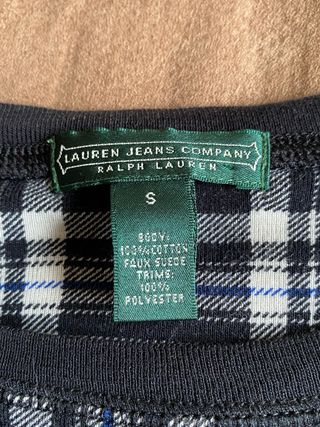 LAUREN JEANS COMPANY
RALPH LAUREN
S
BODY:
100% COTTON
FAUX SUEDE
TRIMS:
100%
POLYESTER